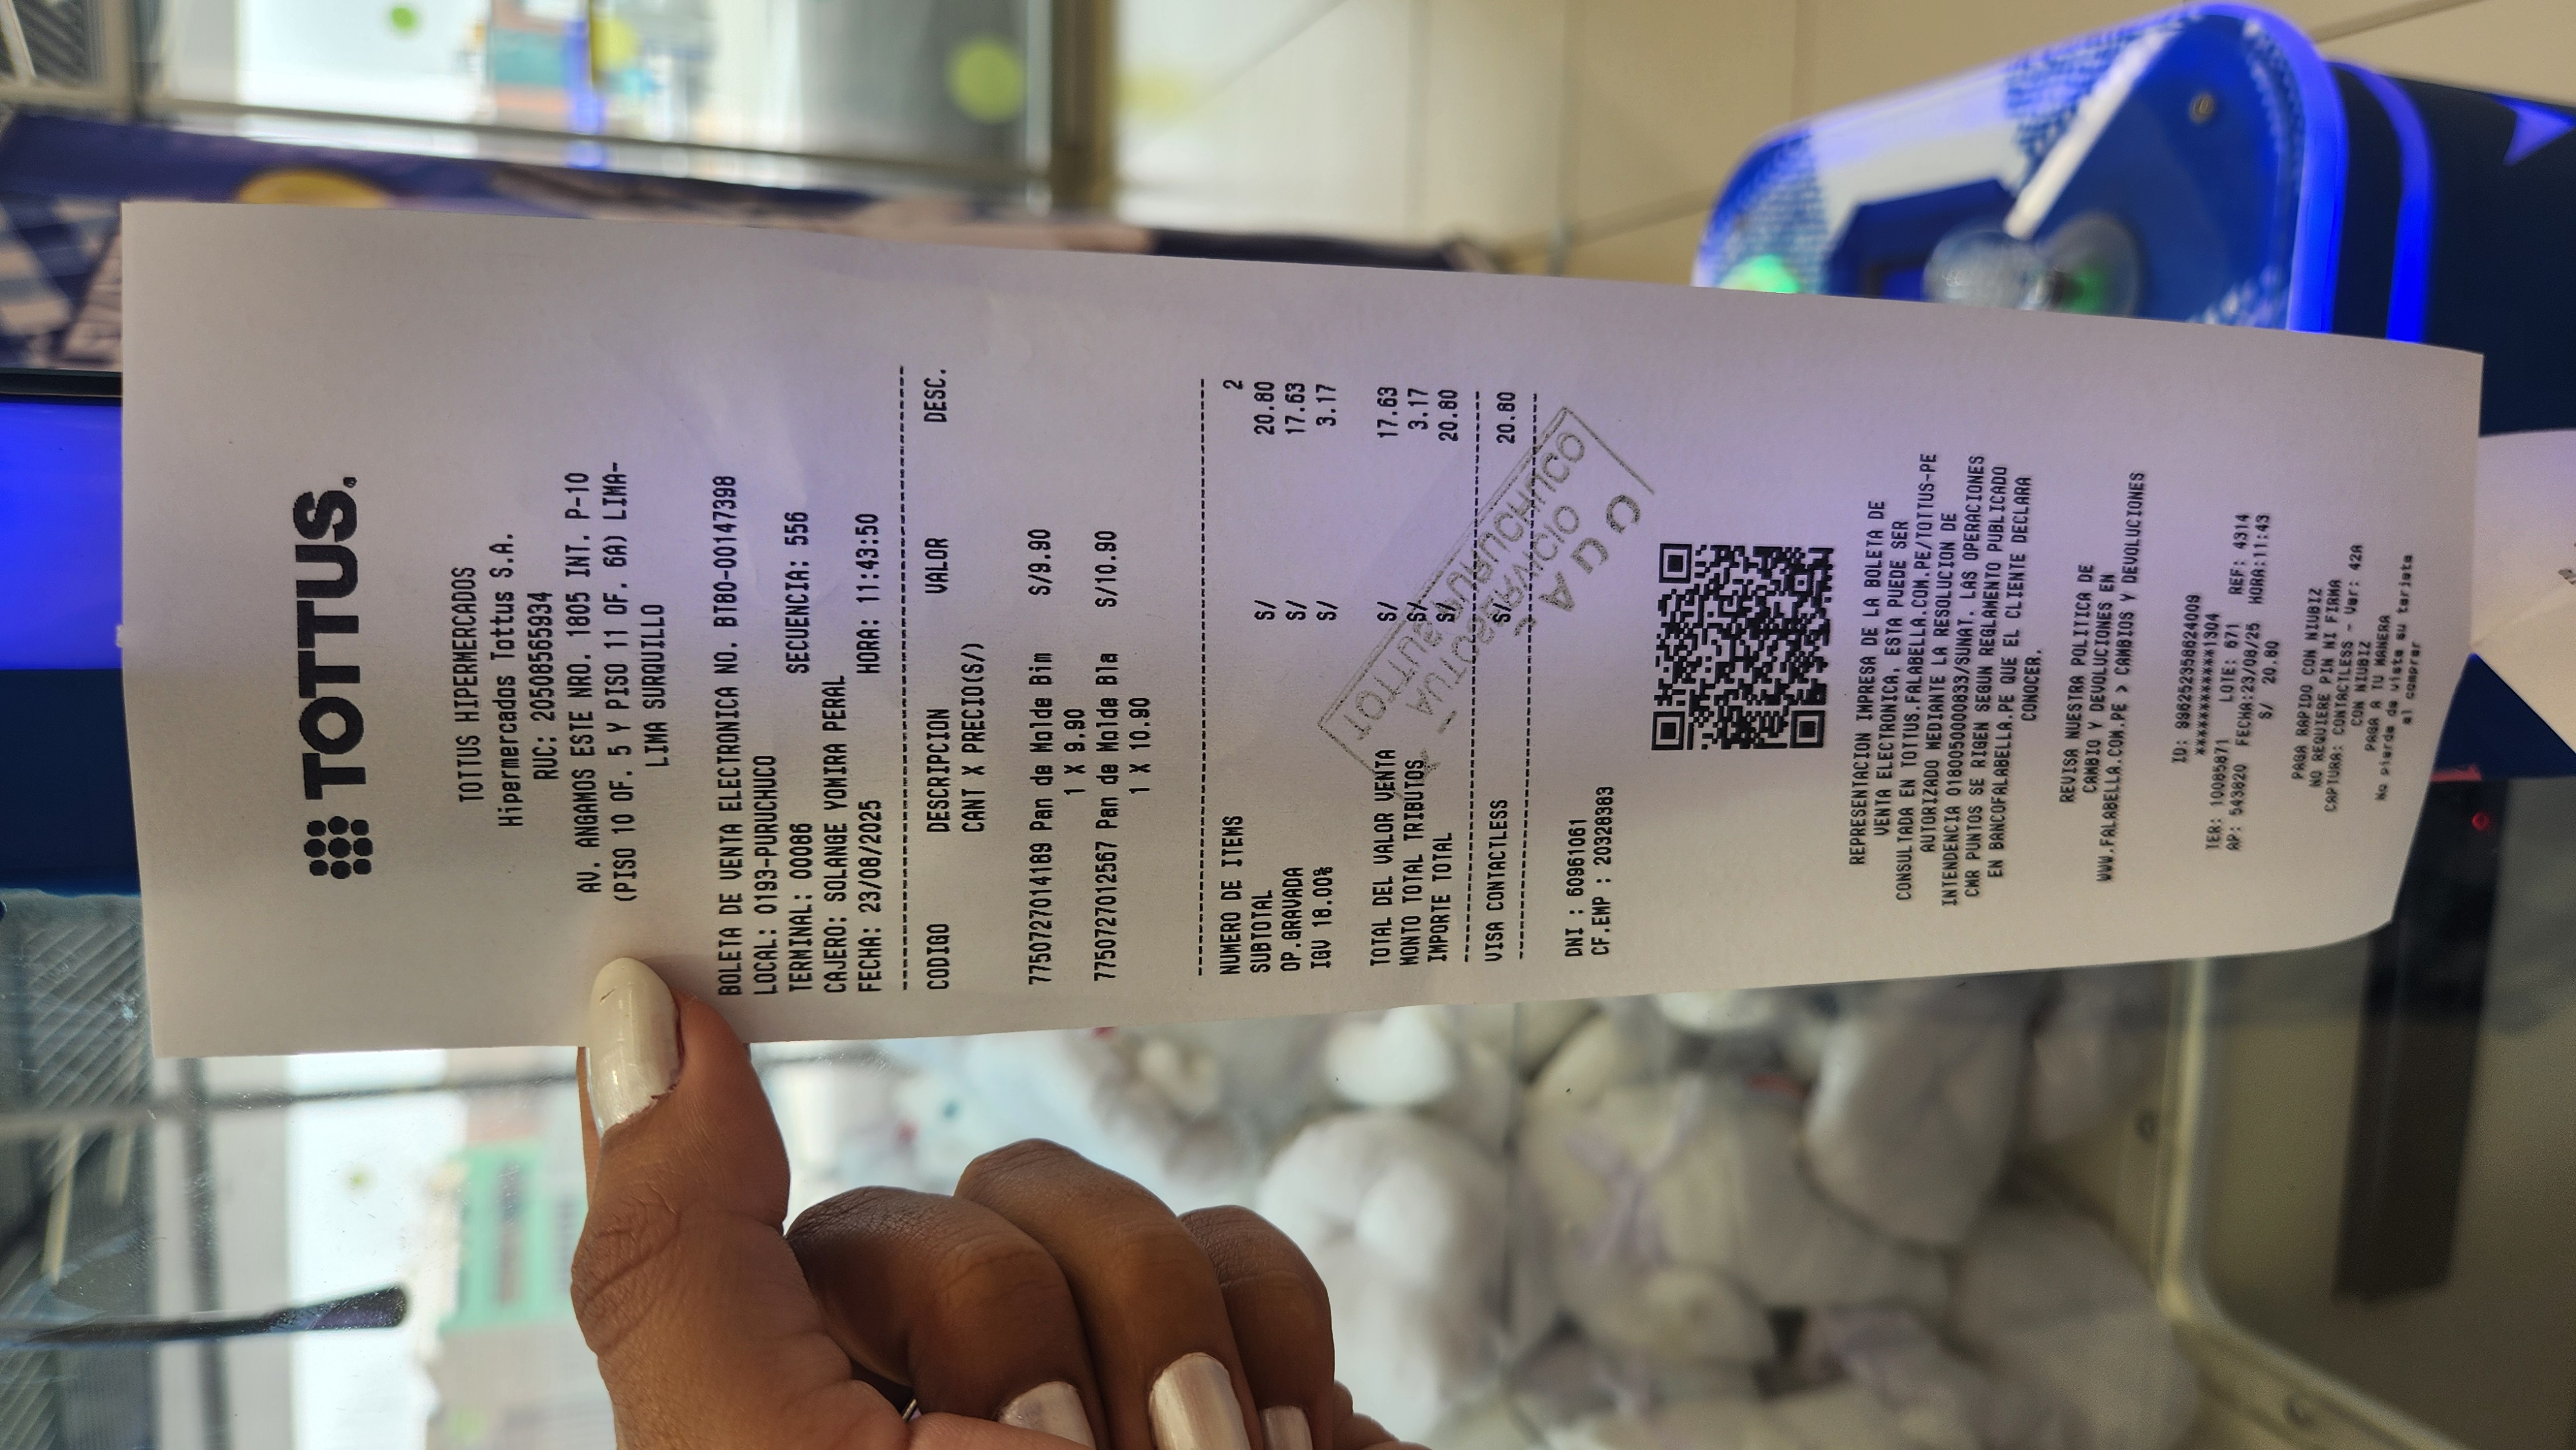 TOTTUS.
TOTTUS HIPERMERCADOS
Hipermercados Tottus S.A.
RUC: 20508565934
AV. ANGAMOS ESTE NRO. 1805 INT. P-10
(PISO 10 OF. 5 Y PISO 11 OF. 6A) LIMA-
LIMA SURQUILLO
BOLETA DE VENTA ELECTRONICA NO. BT80-00147398
LOCAL: 0193-PURUCHUCO
TERMINAL: 00086 SECUENCIA: 556
CAJERO: SOLANGE YOMIRA PERAL
FECHA: 23/08/2025 HORA: 11:43:50
CODIGO DESCRIPCION VALOR DESC.
CANT X PRECIO(S/)
7750727014189 Pan de Molde Bim S/9.90
1 X 9.90
7750727012567 Pan de Molde Bla S/10.90
1 X 10.90
NUMERO DE ITEMS 2
SUBTOTAL S/ 20.80
OP.GRAVADA S/ 17.63
IGV 18.00% S/ 3.17
TOTAL DEL VALOR VENTA S/ 17.63
MONTO TOTAL TRIBUTOS S/ 3.17
IMPORTE TOTAL S/ 20.80
VISA CONTACTLESS S/ 20.80
PURUCHUCO
DNI : 60961061
CF.EMP : 20328383
REPRESENTACION IMPRESA DE LA BOLETA DE
VENTA ELECTRONICA, ESTA PUEDE SER
CONSULTADA EN TOTTUS.FALABELLA.COM.PE/TOTTUS-PE
AUTORIZADO MEDIANTE LA RESOLUCION DE
INTENDENCIA 0180050000833/SUNAT. LAS OPERACIONES
CMR PUNTOS SE RIGEN SEGUN REGLAMENTO PUBLICADO
EN BANCOFALABELLA.PE QUE EL CLIENTE DECLARA
CONOCER.
REVISA NUESTRA POLITICA DE
CAMBIO Y DEVOLUCIONES EN
WWW.FALABELLA.COM.PE > CAMBIOS Y DEVOLUCIONES
ID: 996252358624009
************1304
TER: 10085871 LOTE: 671 REF: 4314
AP: 543820 FECHA:23/08/25 HORA:11:43
S/ 20.80
PAGA RAPIDO CON NIUBIZ
NO REQUIERE PIN NI FIRMA
CAPTURA: CONTACTLESS - Ver: 42A
CON NIUBIZ
PAGA A TU MANERA
No pierda de vista su tarjeta
al comprar